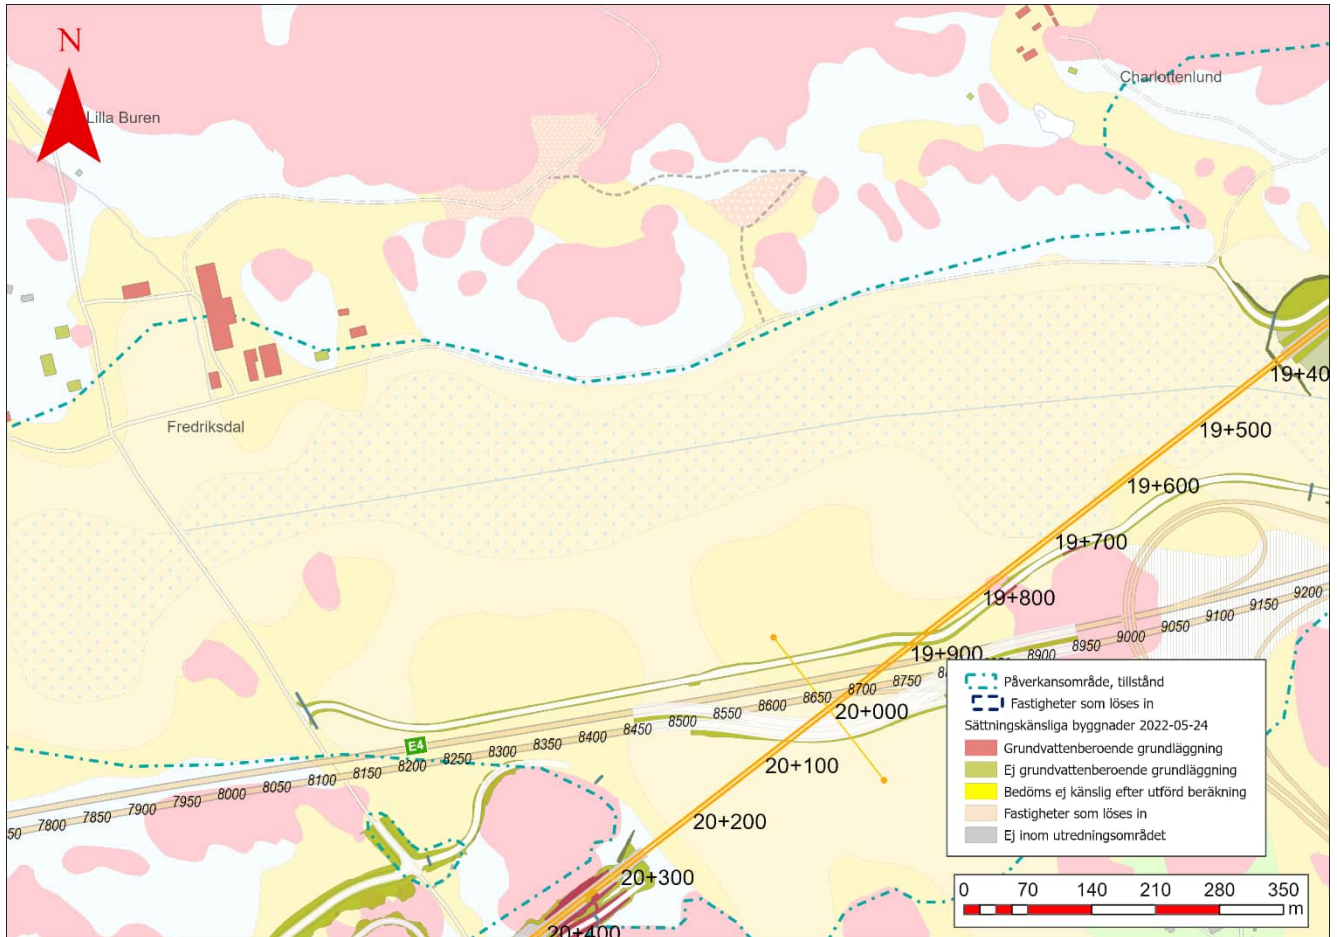 N
Charlottenlund
Lilla Buren
19+40
Fredriksdal
19+500
19+600
19+700
19+800
9200
9150
9100
9050
9000
8950
8900
19+900
8750
8700
8650
8600
8550
8500
8450
8400
8350
8300
8250
8200
8150
8100
8050
8000
7950
7900
7850
7800
50
E4
20+000
20+100
20+200
20+300
20+400
Påverkansområde, tillstånd
Fastigheter som löses in
Sättningskänsliga byggnader 2022-05-24
Grundvattenberoende grundläggning
Ej grundvattenberoende grundläggning
Bedöms ej känslig efter utförd beräkning
Fastigheter som löses in
Ej inom utredningsområdet
0 70 140 210 280 350
m